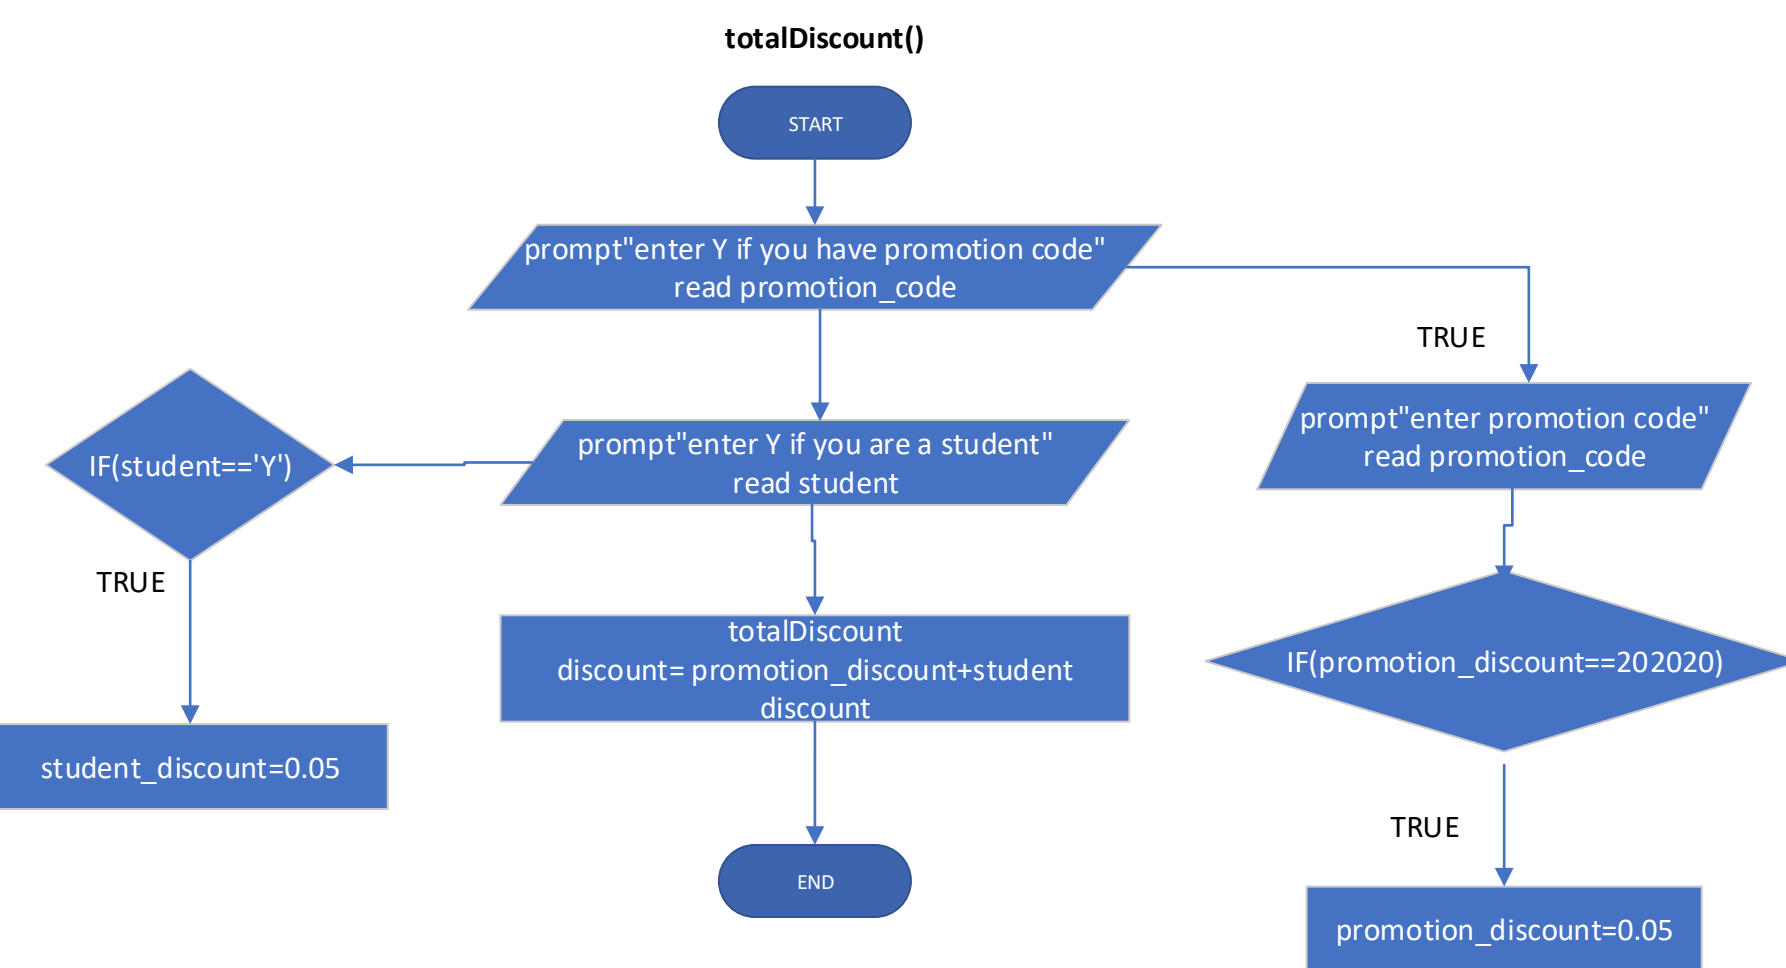 totalDiscount()
START
prompt"enter Y if you have promotion code"
read promotion_code
TRUE
prompt"enter promotion code"
read promotion_code
IF(student=='Y')
prompt"enter Y if you are a student"
read student
TRUE
totalDiscount
discount= promotion_discount+student
discount
IF(promotion_discount==202020)
student_discount=0.05
TRUE
END
promotion_discount=0.05